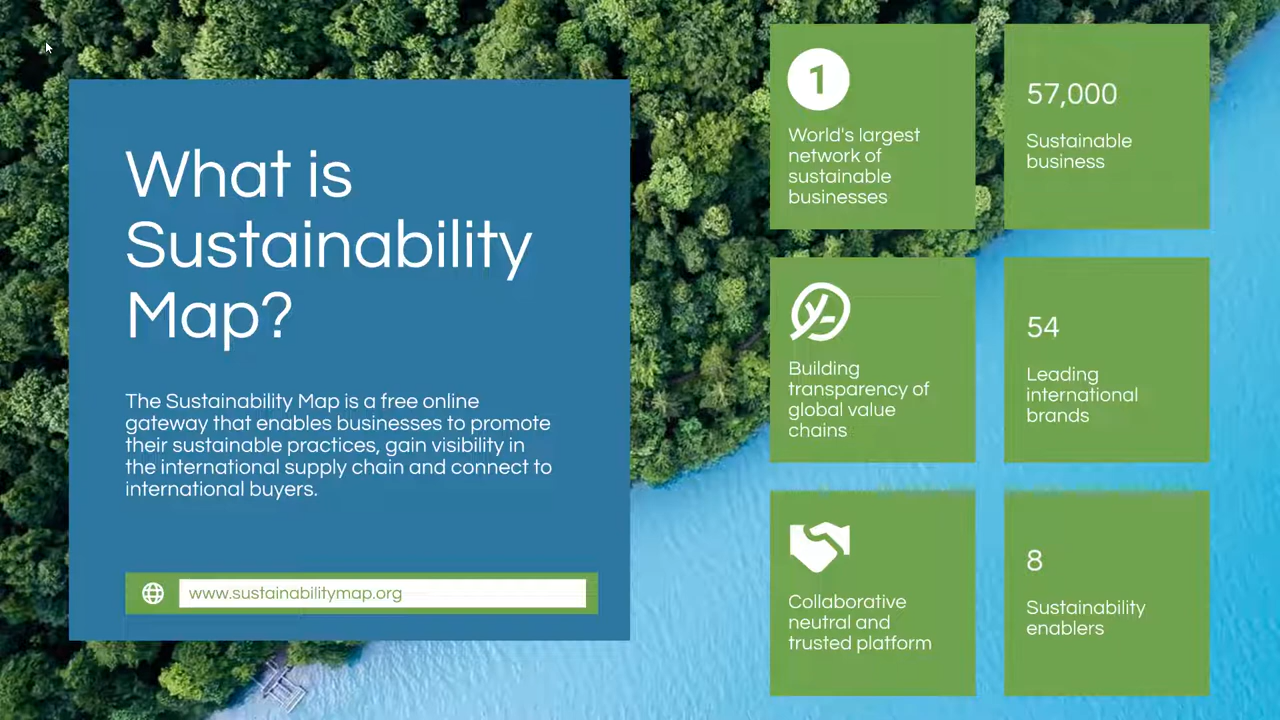 What is
Sustainability
Map?
The Sustainability Map is a free online
gateway that enables businesses to promote
their sustainable practices, gain visibility in
the international supply chain and connect to
international buyers.
www.sustainabilitymap.org
1
World's largest
network of
sustainable
businesses
57,000
Sustainable
business
Building
transparency of
global value
chains
54
Leading
international
brands
Collaborative
neutral and
trusted platform
8
Sustainability
enablers